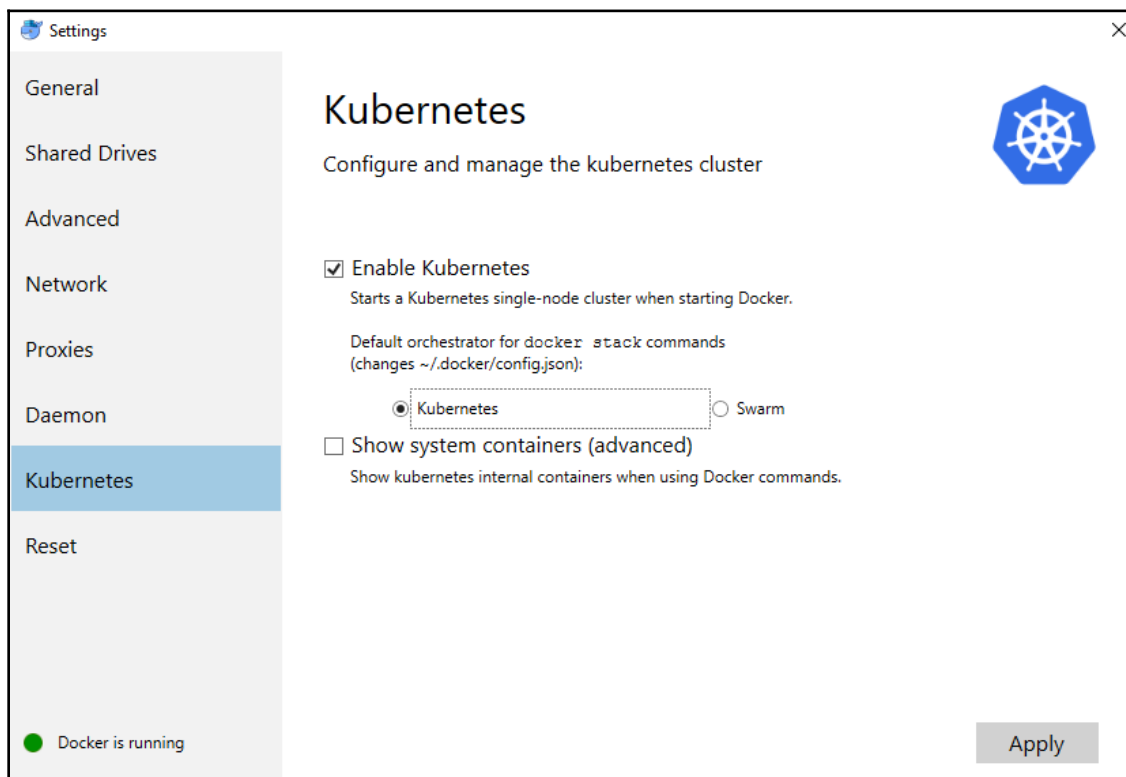 Settings
General
Shared Drives
Advanced
Network
Proxies
Daemon
Kubernetes
Reset
Docker is running
Kubernetes
Configure and manage the kubernetes cluster
Enable Kubernetes
Starts a Kubernetes single-node cluster when starting Docker.
Default orchestrator for docker stack commands
(changes ~/.docker/config.json):
Kubernetes Swarm
Show system containers (advanced)
Show kubernetes internal containers when using Docker commands.
Apply